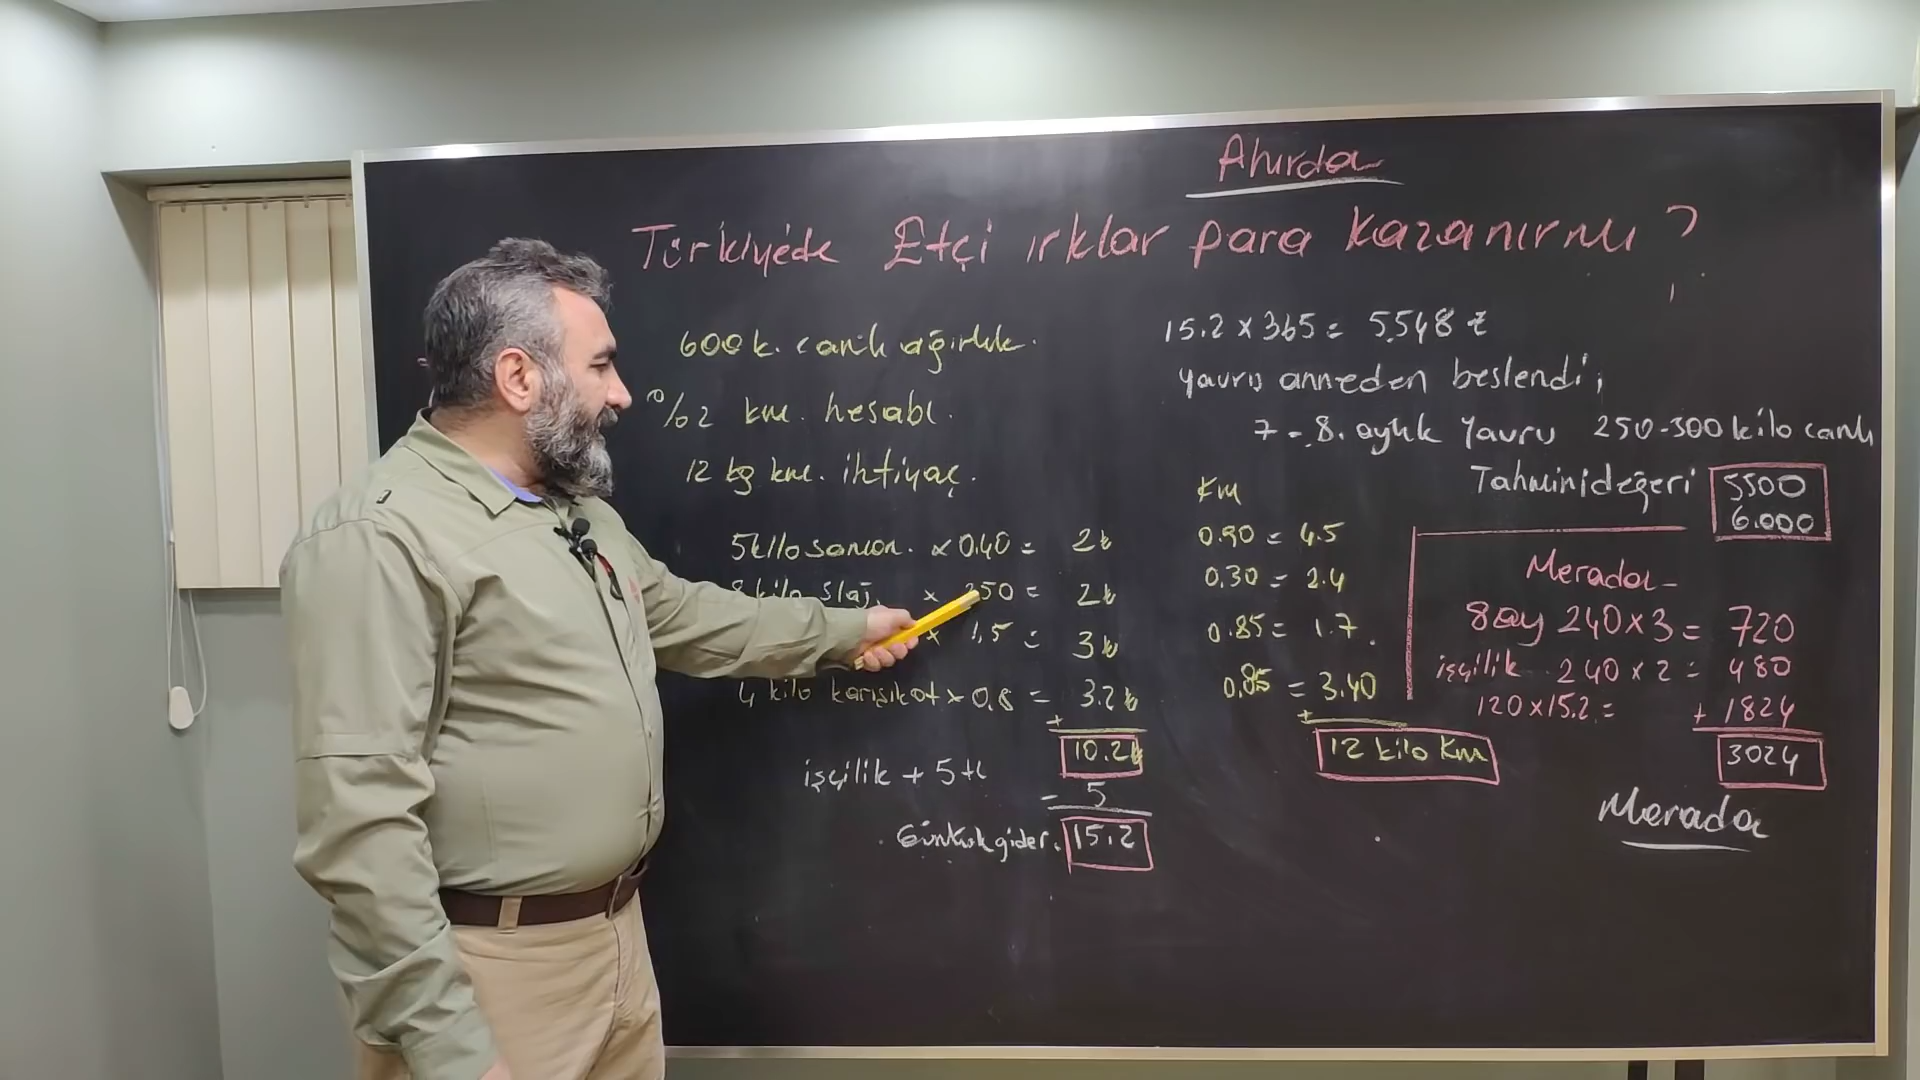 Ahırda
Türkiyede Etçi ırklar para kazanırmı?
600k. canlı ağırlık.
%2 km. hesabı.
12 kg km. ihtiyaç.
5 kilo saman. x 0.40 = 2₺
8 kilo slaj. x 250 = 2₺
x 1,5 = 3₺
4 kilo karışık ot x 0,8 = 3.2₺
+
10.2₺
işçilik + 5 tl
- 5
Günlük gider. 15.2
15.2 x 365 = 5.548 ₺
yavru anneden beslendi,
7-8. aylık yavru 250-300 kilo canlı
Tahmini değeri 5500
6.000
Km
0.90 = 4.5
0.30 = 2.4
0.85 = 1.7
0.85 = 3.40
+
12 kilo Km
Merada
8 ay 240 x 3 = 720
işçilik 240 x 2 = 480
120 x 15.2 = + 1824
3024
Merada